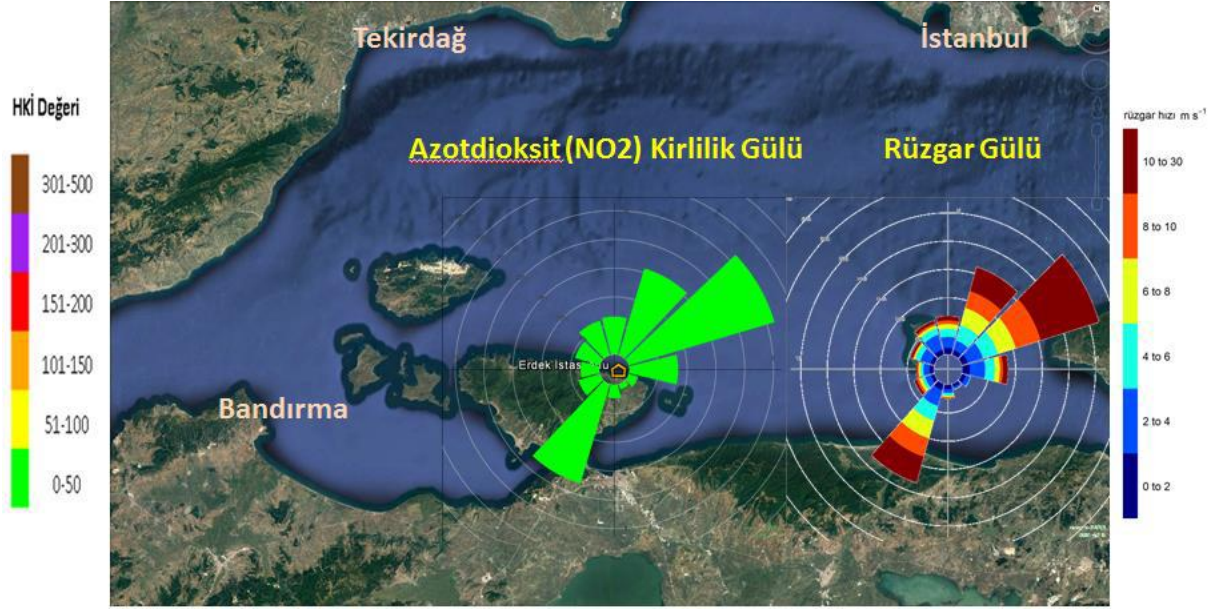 Tekirdağ
İstanbul
HKİ Değeri
301-500
201-300
151-200
101-150
51-100
0-50
Azotdioksit (NO2) Kirlilik Gülü
Rüzgar Gülü
rüzgar hızı m s⁻¹
10 to 30
8 to 10
6 to 8
4 to 6
2 to 4
0 to 2
Erdek İstas
Bandırma